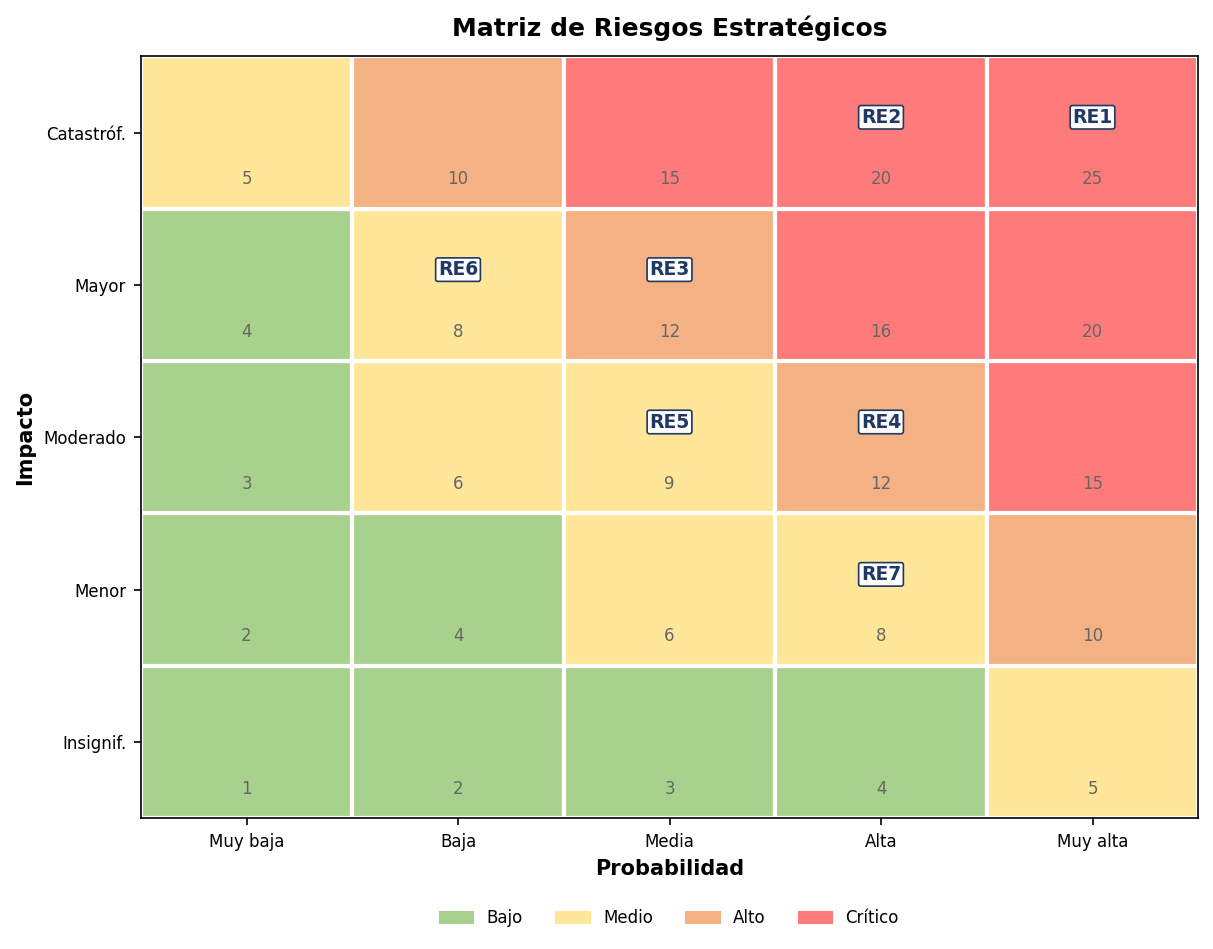 Matriz de Riesgos Estratégicos
Impacto
Catastróf.
RE2 RE1
5 10 15 20 25
Mayor
RE6 RE3
4 8 12 16 20
Moderado
RE5 RE4
3 6 9 12 15
Menor
RE7
2 4 6 8 10
Insignif.
1 2 3 4 5
Muy baja Baja Media Alta Muy alta
Probabilidad
Bajo Medio Alto Crítico